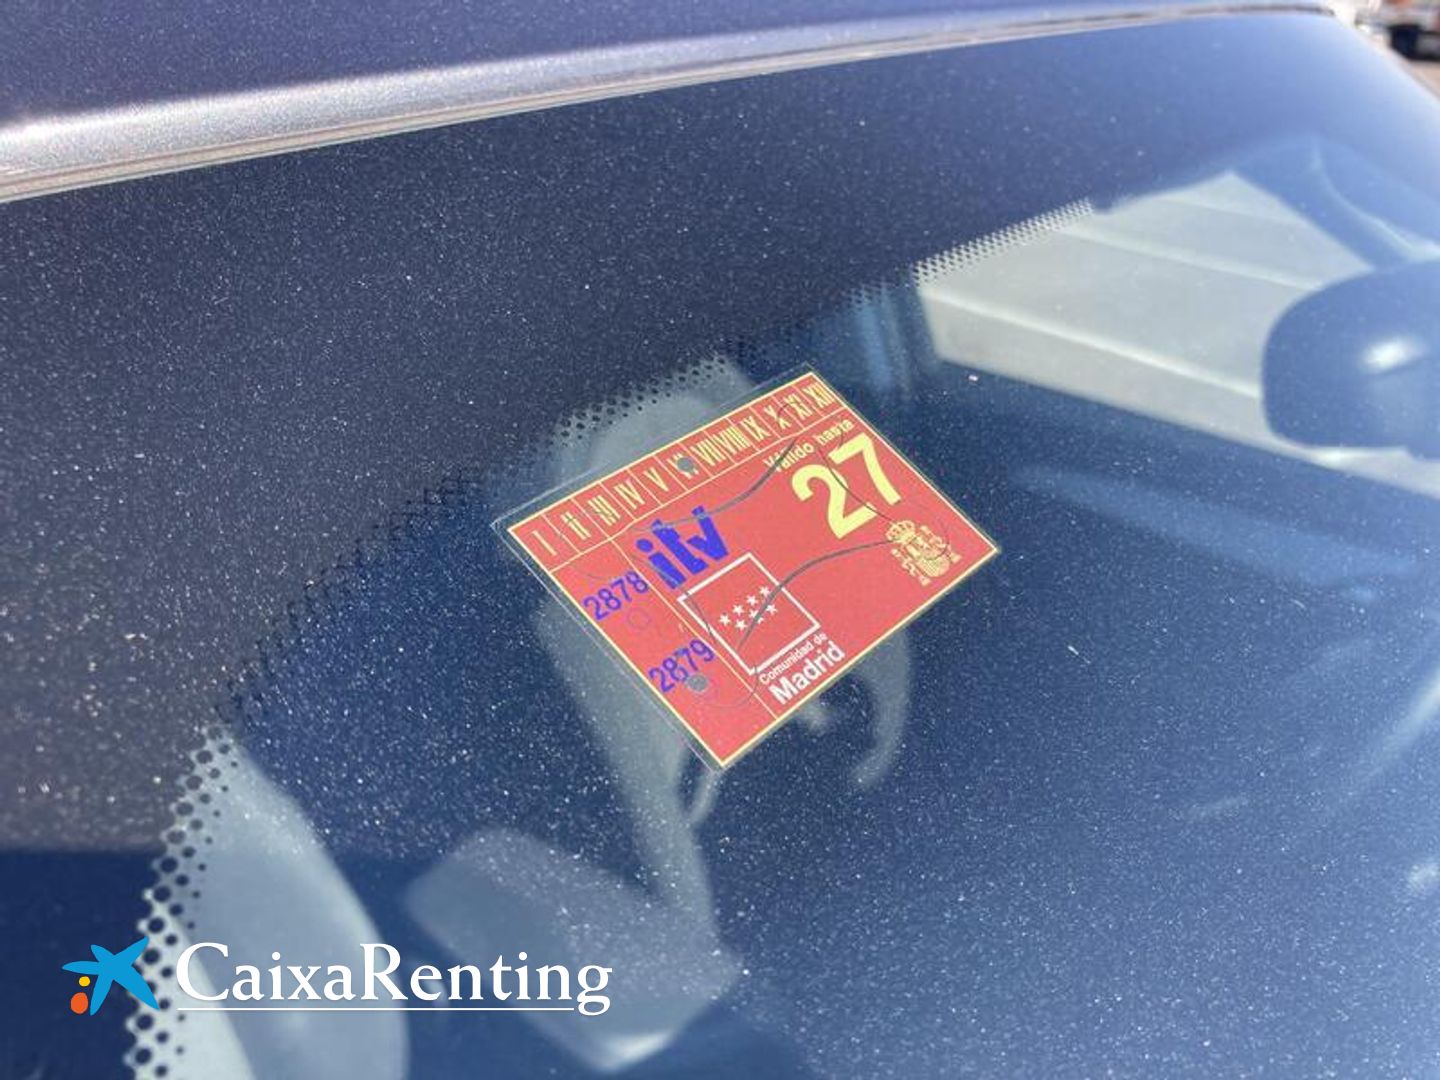 I II III IV V VI VII VIII IX X XI XII
Válido hasta
27
itv
2878
2879
Comunidad de
Madrid
CaixaRenting